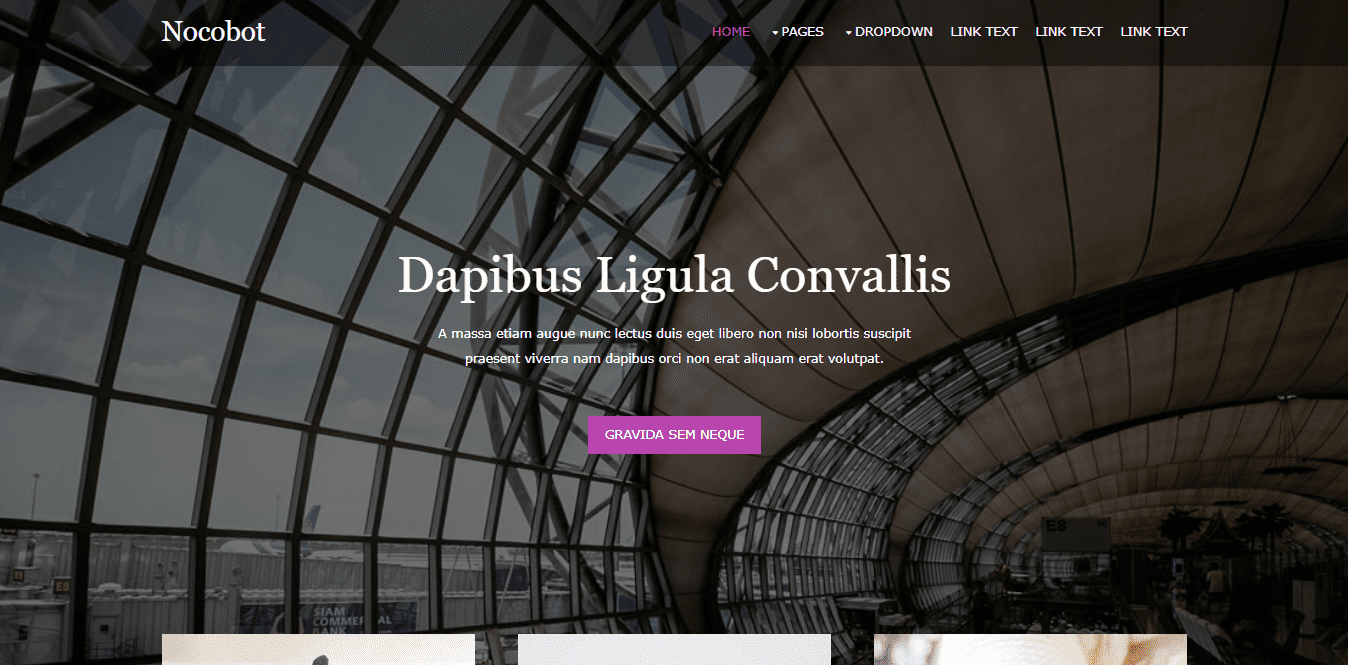 Nocobot
HOME PAGES DROPDOWN LINK TEXT LINK TEXT LINK TEXT
Dapibus Ligula Convallis
A massa etiam augue nunc lectus duis eget libero non nisi lobortis suscipit
praesent viverra nam dapibus orci non erat aliquam erat volutpat.
GRAVIDA SEM NEQUE
E8
E8
SIAM
COMMERCIAL
BANK